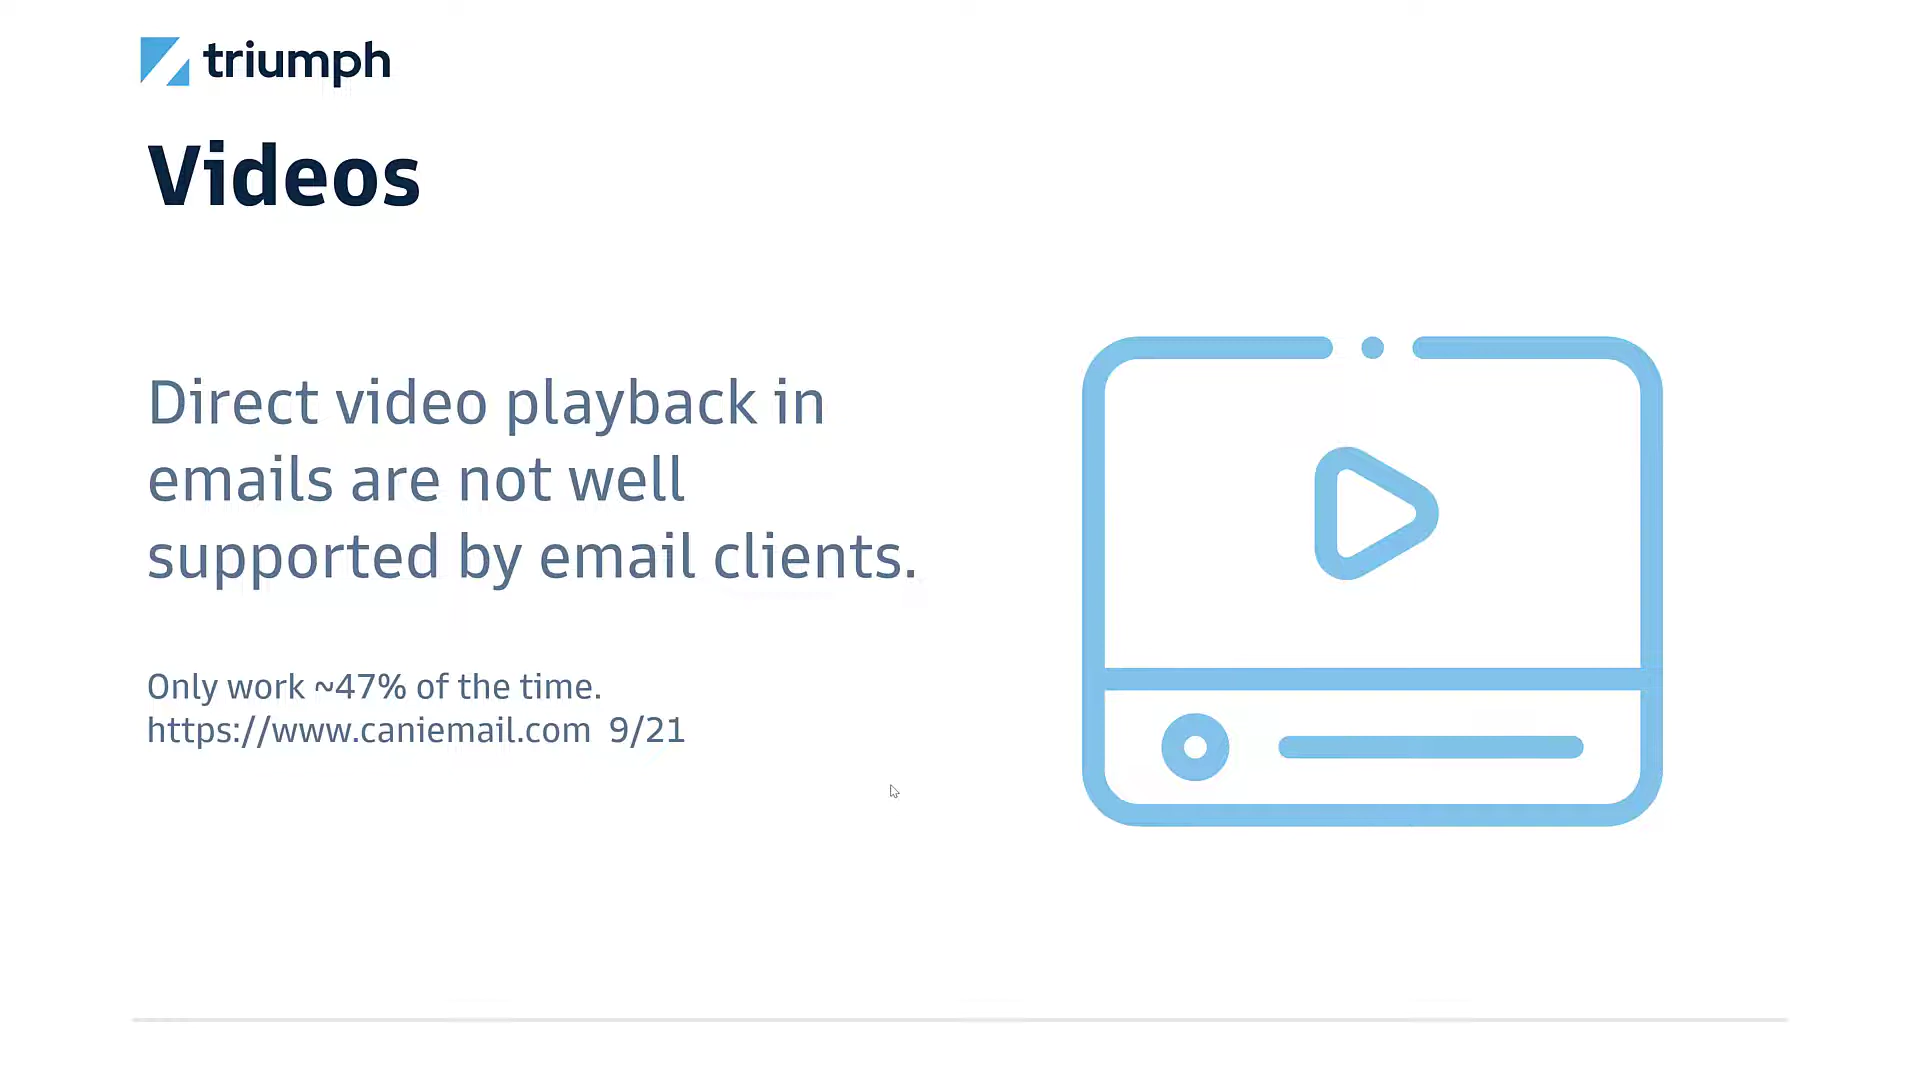 triumph
Videos
Direct video playback in
emails are not well
supported by email clients.
Only work ~47% of the time.
https://www.caniemail.com 9/21